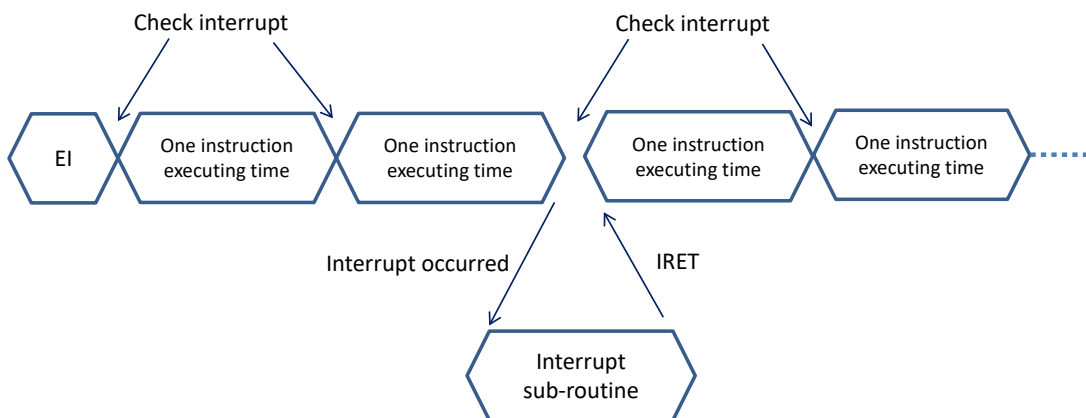 Check interrupt
Check interrupt
EI
One instruction
executing time
One instruction
executing time
One instruction
executing time
One instruction
executing time
Interrupt occurred
IRET
Interrupt
sub-routine